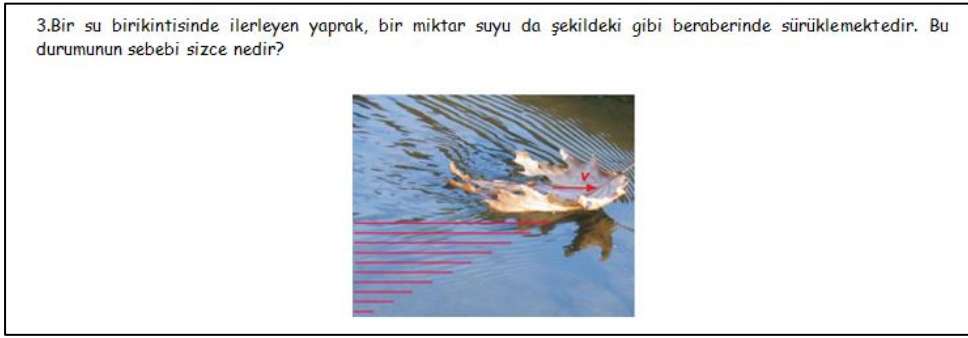 3.Bir su birikintisinde ilerleyen yaprak, bir miktar suyu da şekildeki gibi beraberinde sürüklemektedir. Bu
durumunun sebebi sizce nedir?
v